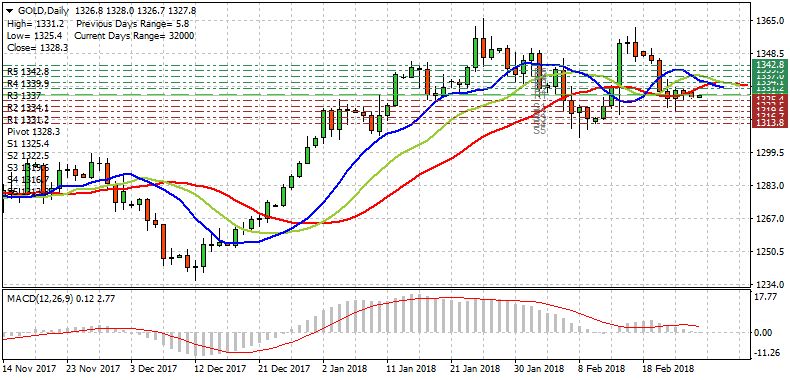 GOLD,Daily 1326.8 1328.0 1326.7 1327.8
High= 1331.2 Previous Days Range= 5.8
Low= 1325.4 Current Days Range= 32000
Close= 1328.3
R5 1342.8
R4 1339.9
R3 1337
R2 1334.1
R1 1331.2
Pivot 1328.3
S1 1325.4
S2 1322.5
S4 1316.7
1365.0
1348.5
1342.8
1313.8
1299.5
1283.0
1267.0
1250.5
1234.0
MACD(12,26,9) 0.12 2.77
17.77
0.00
-11.26
14 Nov 2017 23 Nov 2017 3 Dec 2017 12 Dec 2017 21 Dec 2017 2 Jan 2018 11 Jan 2018 21 Jan 2018 30 Jan 2018 8 Feb 2018 18 Feb 2018